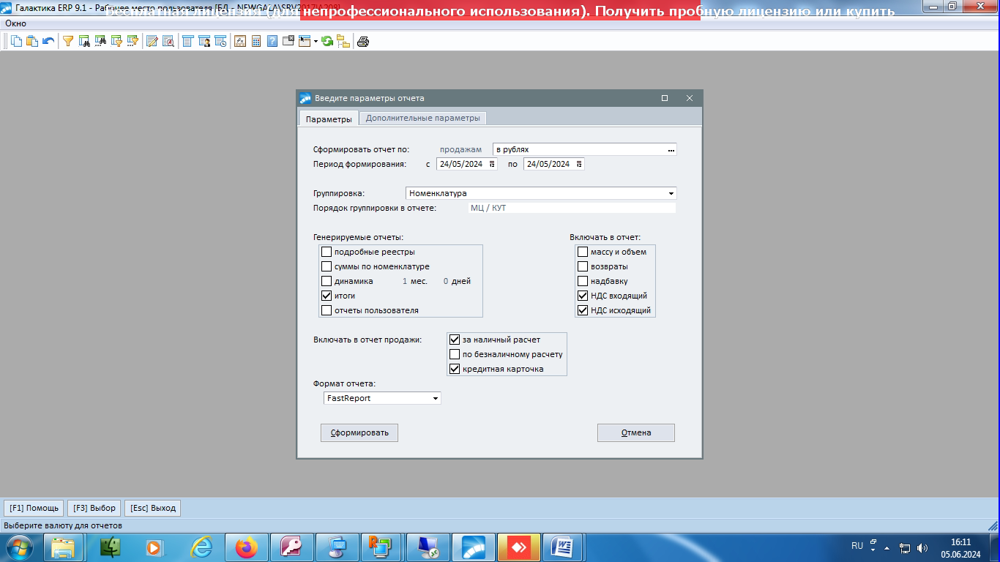 Галактика ERP 9.1 - Рабочее место пользователя [БД - NEWGALA\SRV2017\A208]
Бесплатная лицензия (для непрофессионального использования). Получить пробную лицензию или купить
Окно
Введите параметры отчета
Параметры Дополнительные параметры
Сформировать отчет по: продажам в рублях ...
Период формирования: с 24/05/2024 по 24/05/2024
Группировка: Номенклатура
Порядок группировки в отчете: МЦ / КУТ
Генерируемые отчеты: Включать в отчет:
подробные реестры массу и объем
суммы по номенклатуре возвраты
динамика 1 мес. 0 дней надбавку
итоги НДС входящий
отчеты пользователя НДС исходящий
Включать в отчет продажи: за наличный расчет
по безналичному расчету
кредитная карточка
Формат отчета:
FastReport
Сформировать Отмена
[F1] Помощь [F3] Выбор [Esc] Выход
Выберите валюту для отчетов
RU 16:11
05.06.2024